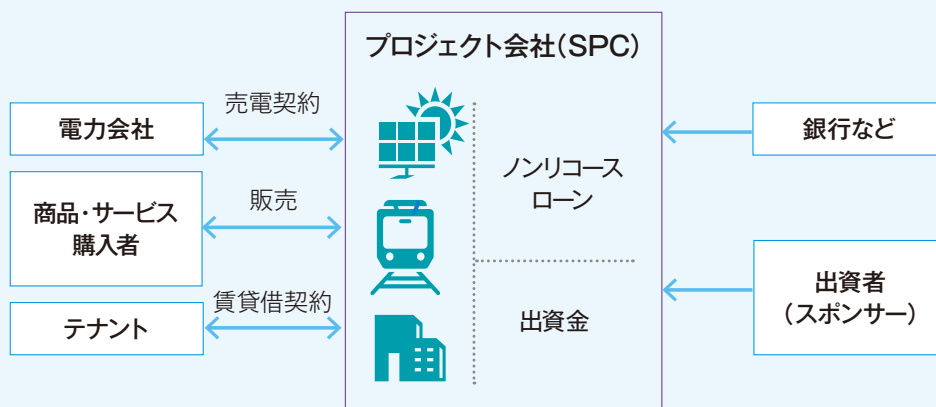 プロジェクト会社(SPC)
売電契約
電力会社
販売
商品・サービス
購入者
賃貸借契約
テナント
ノンリコース
ローン
出資金
銀行など
出資者
（スポンサー）